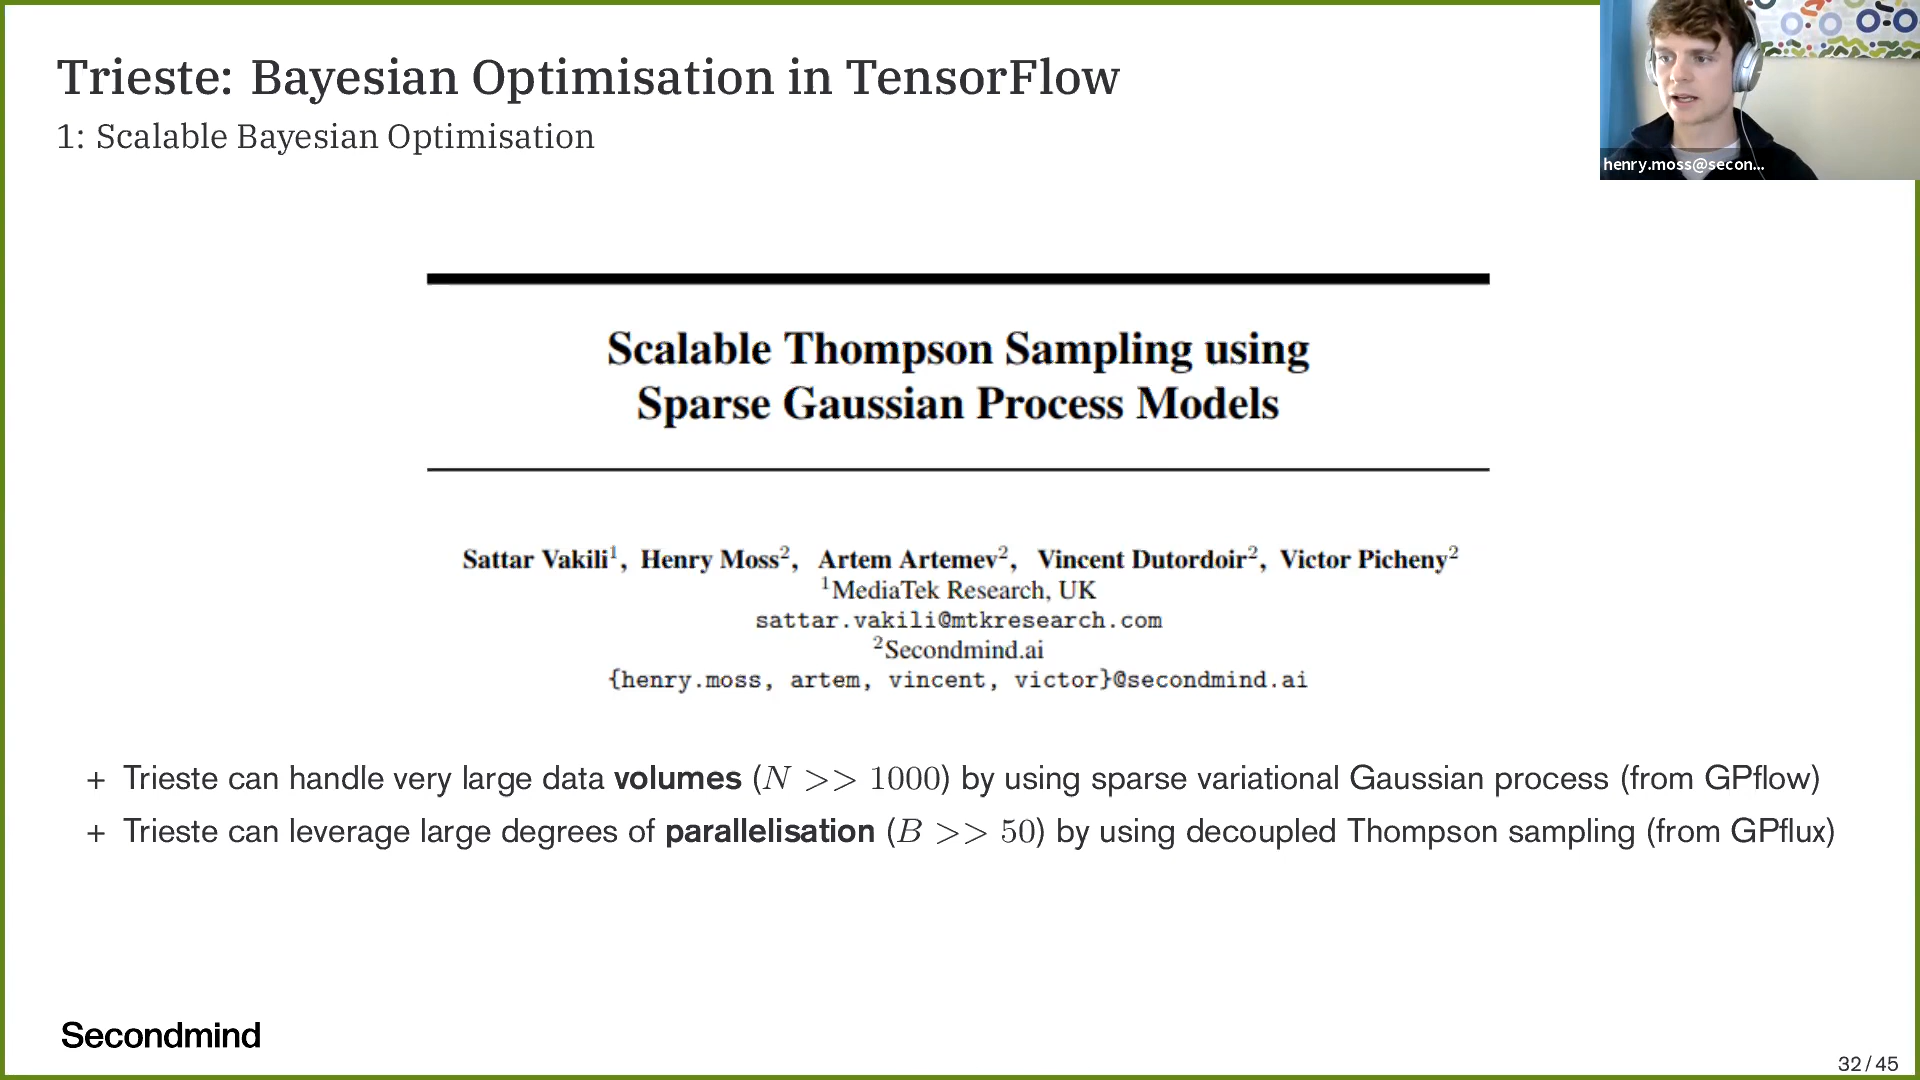 Trieste: Bayesian Optimisation in TensorFlow
1: Scalable Bayesian Optimisation
henry.moss@secon...
Scalable Thompson Sampling using
Sparse Gaussian Process Models
Sattar Vakili¹, Henry Moss², Artem Artemev², Vincent Dutordoir², Victor Picheny²
¹MediaTek Research, UK
sattar.vakili@mtkresearch.com
²Secondmind.ai
{henry.moss, artem, vincent, victor}@secondmind.ai
+ Trieste can handle very large data volumes (N >> 1000) by using sparse variational Gaussian process (from GPflow)
+ Trieste can leverage large degrees of parallelisation (B >> 50) by using decoupled Thompson sampling (from GPflux)
Secondmind
32 / 45